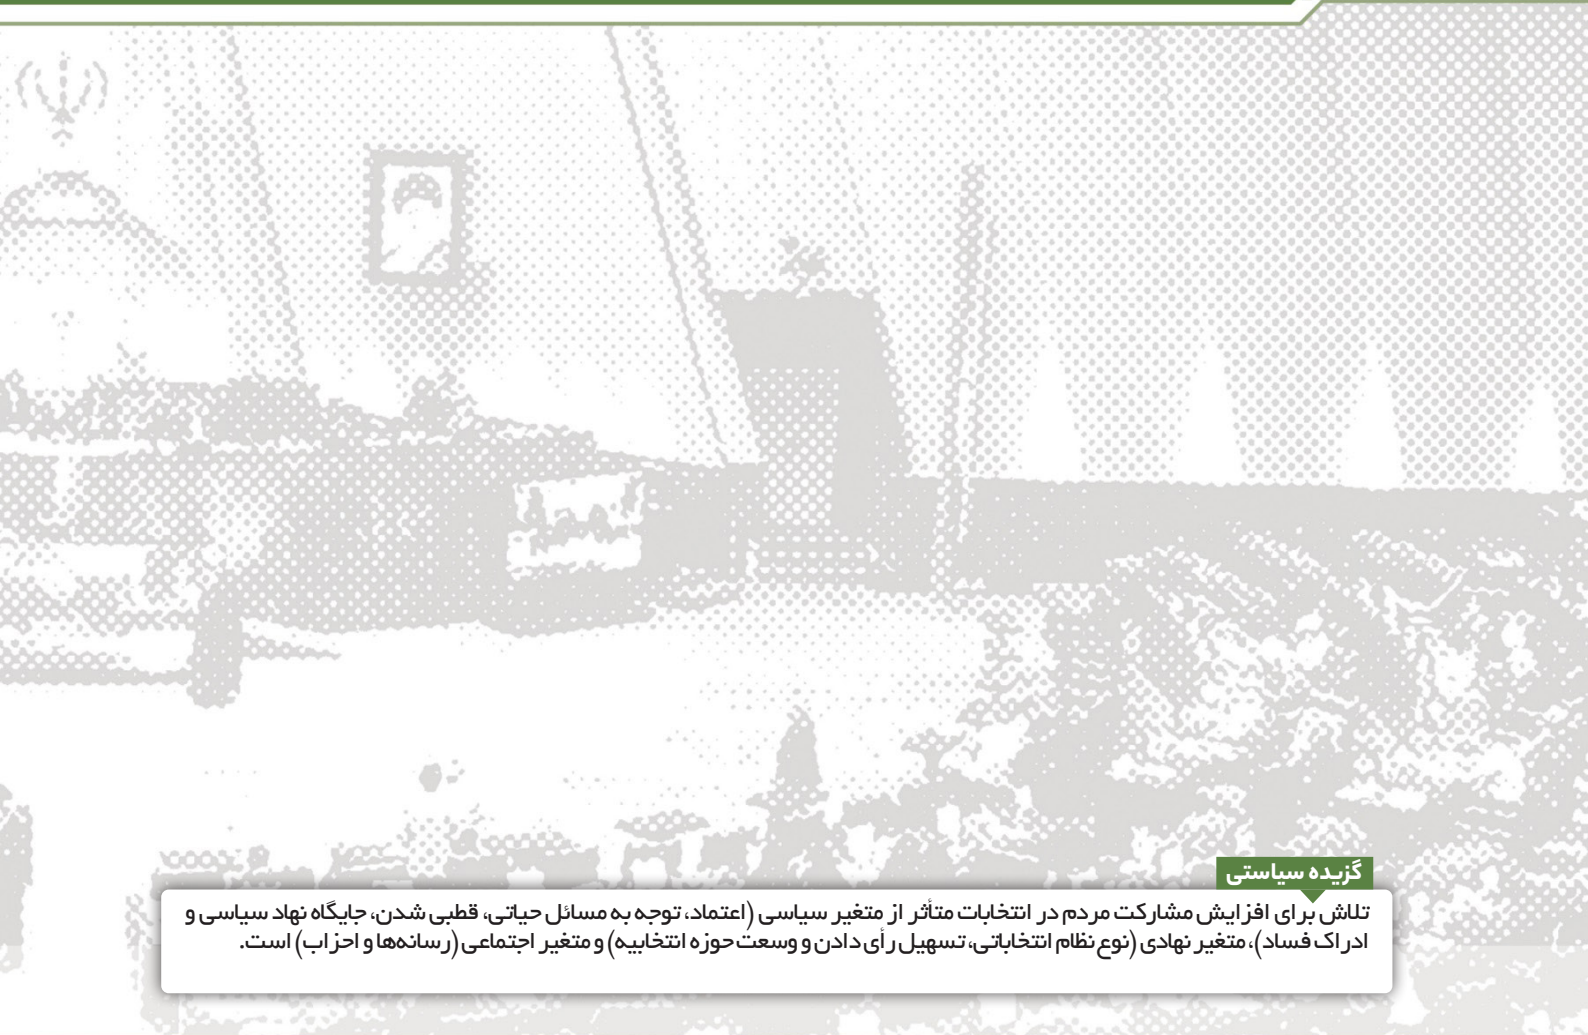 گزیده سیاستی
تلاش برای افزایش مشارکت مردم در انتخابات متأثر از متغیر سیاسی (اعتماد، توجه به مسائل حیاتی، قطبی شدن، جایگاه نهاد سیاسی و
ادراک فساد)، متغیر نهادی (نوع نظام انتخاباتی، تسهیل رأی دادن و وسعت حوزه انتخابیه) و متغیر اجتماعی (رسانه‌ها و احزاب) است.